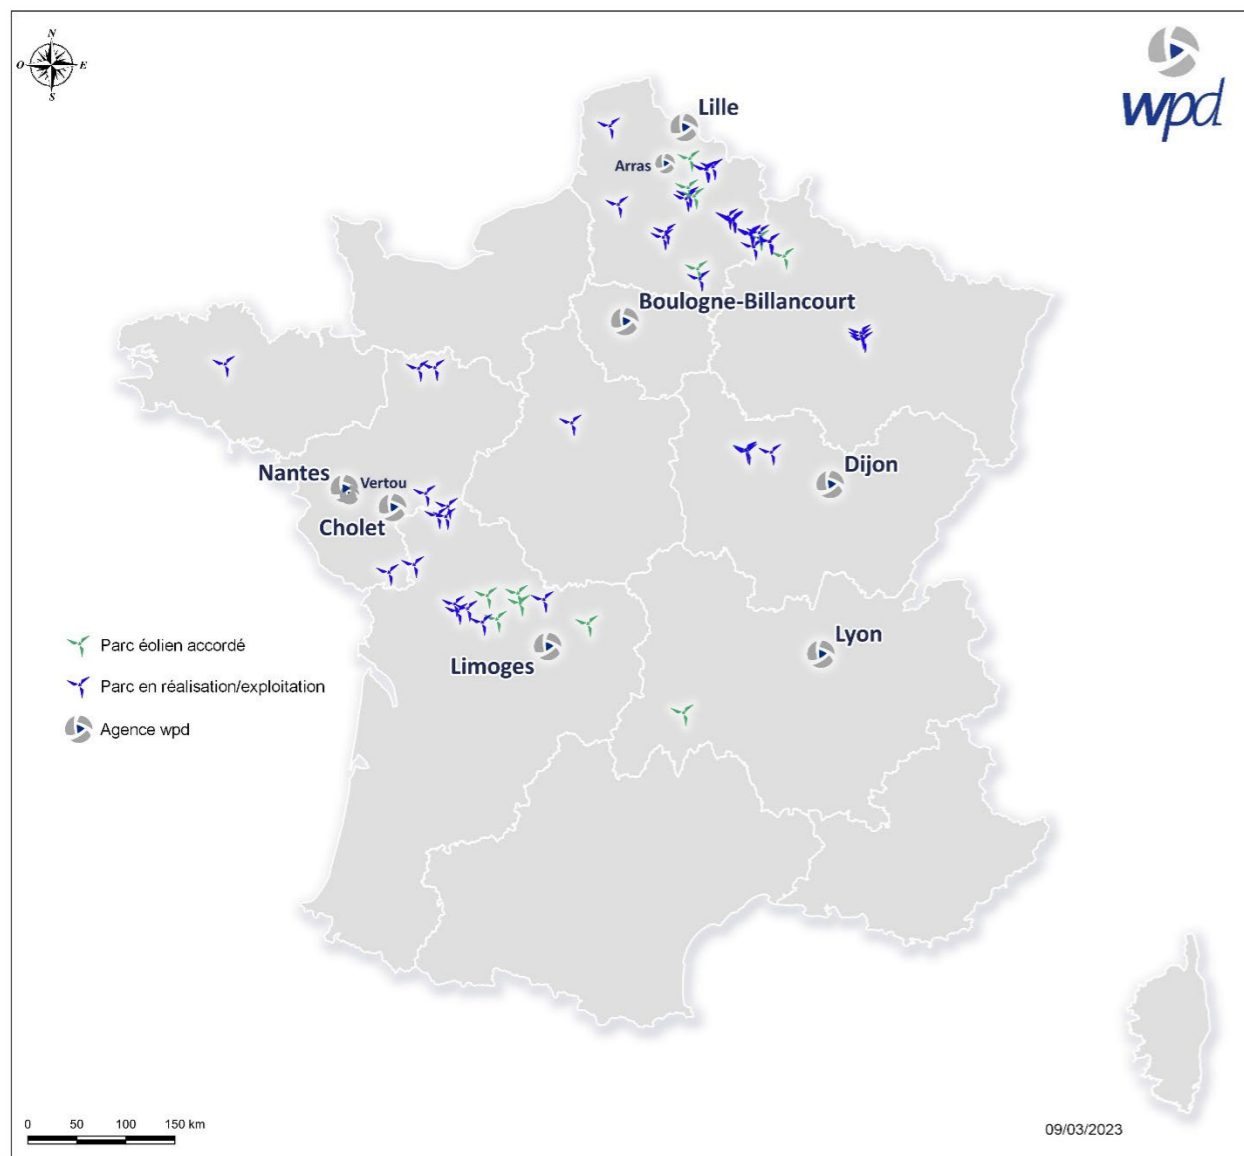 N
O
E
S
wpd
Lille
Arras
Boulogne-Billancourt
Nantes
Vertou
Cholet
Dijon
Limoges
Lyon
Parc éolien accordé
Parc en réalisation/exploitation
Agence wpd
0 50 100 150 km
09/03/2023